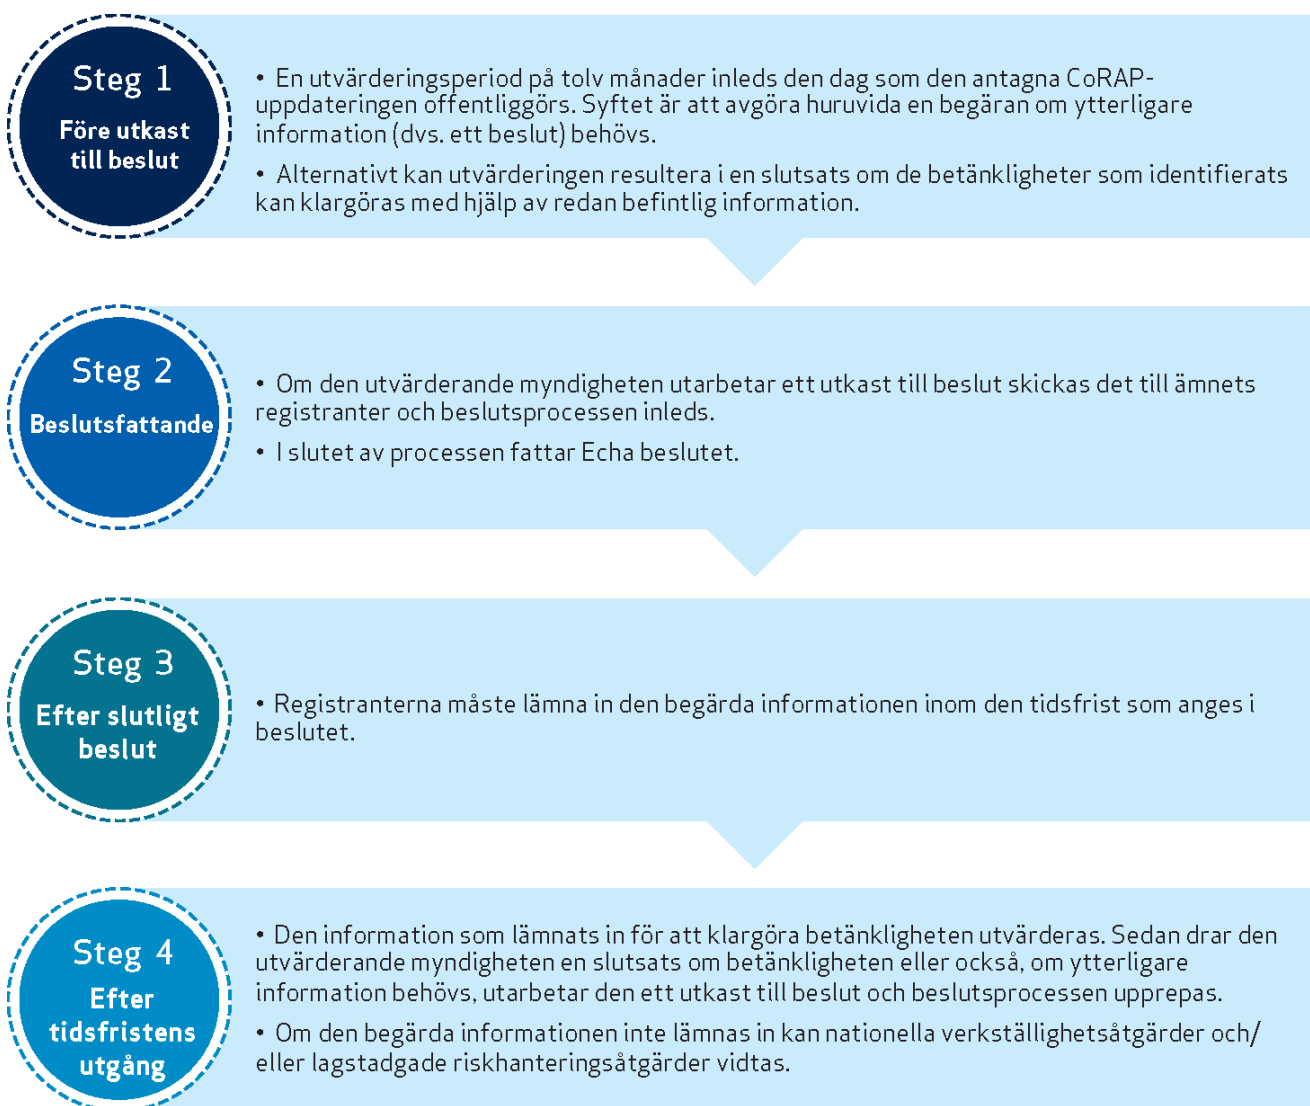 Steg 1
Före utkast
till beslut
• En utvärderingsperiod på tolv månader inleds den dag som den antagna CoRAP-
uppdateringen offentliggörs. Syftet är att avgöra huruvida en begäran om ytterligare
information (dvs. ett beslut) behövs.
• Alternativt kan utvärderingen resultera i en slutsats om de betänkligheter som identifierats
kan klargöras med hjälp av redan befintlig information.
Steg 2
Beslutsfattande
• Om den utvärderande myndigheten utarbetar ett utkast till beslut skickas det till ämnets
registranter och beslutsprocessen inleds.
• I slutet av processen fattar Echa beslutet.
Steg 3
Efter slutligt
beslut
• Registranterna måste lämna in den begärda informationen inom den tidsfrist som anges i
beslutet.
Steg 4
Efter
tidsfristens
utgång
• Den information som lämnats in för att klargöra betänkligheten utvärderas. Sedan drar den
utvärderande myndigheten en slutsats om betänkligheten eller också, om ytterligare
information behövs, utarbetar den ett utkast till beslut och beslutsprocessen upprepas.
• Om den begärda informationen inte lämnas in kan nationella verkställighetsåtgärder och/
eller lagstadgade riskhanteringsåtgärder vidtas.